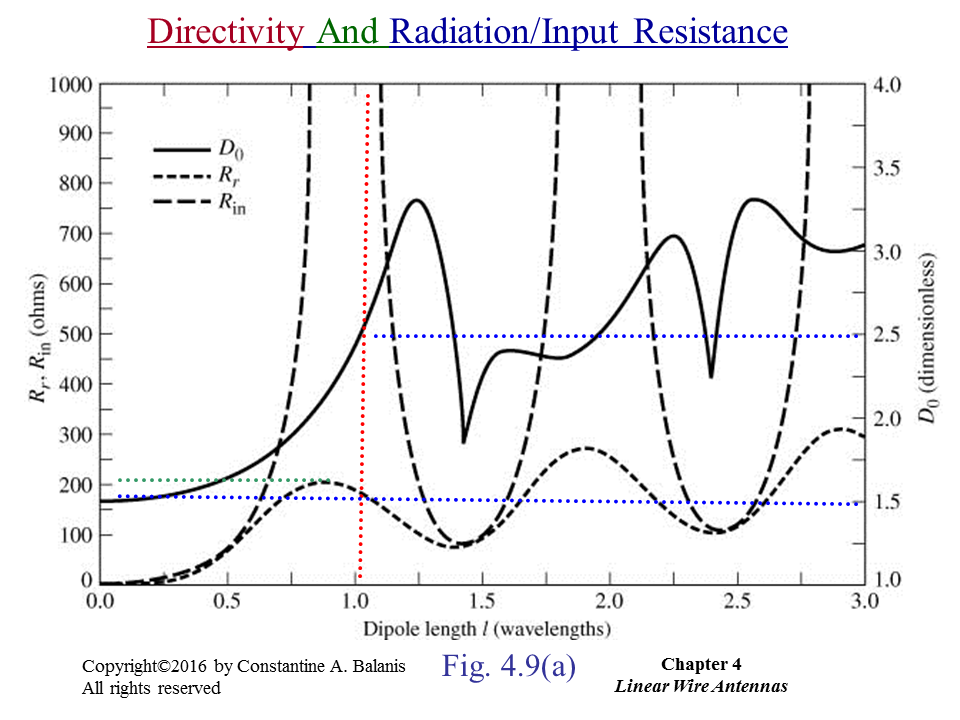 Directivity And Radiation/Input Resistance
1000
900
800
700
600
500
400
300
200
100
0
R_r, R_in (ohms)
D_0
R_r
R_in
4.0
3.5
3.0
2.5
2.0
1.5
1.0
D_0 (dimensionless)
0.0 0.5 1.0 1.5 2.0 2.5 3.0
Dipole length l (wavelengths)
Copyright©2016 by Constantine A. Balanis
All rights reserved
Fig. 4.9(a)
Chapter 4
Linear Wire Antennas